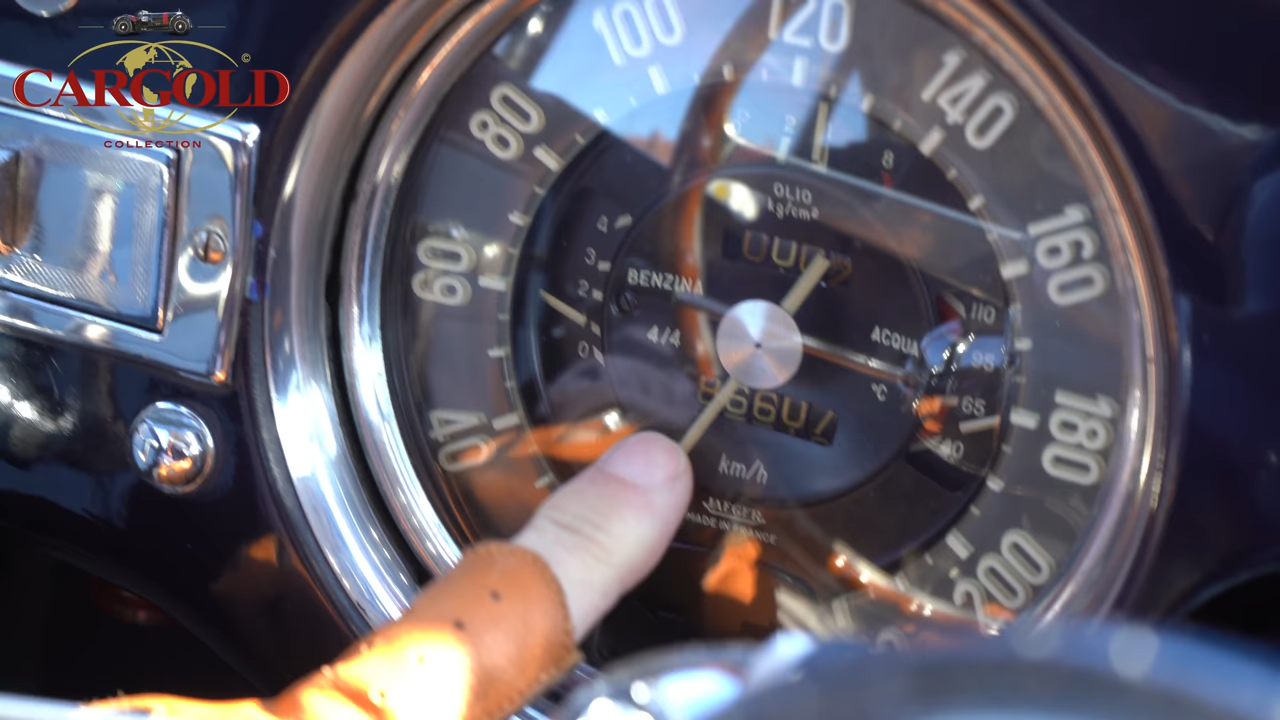 CARGOLD
©
COLLECTION
100
120
140
80
8
OLIO
kg/cm²
160
60
4
3
2
0
BENZINA
4/4
ACQUA
°C
110
95
65
40
180
40
km/h
JAEGER
MADE IN FRANCE
200